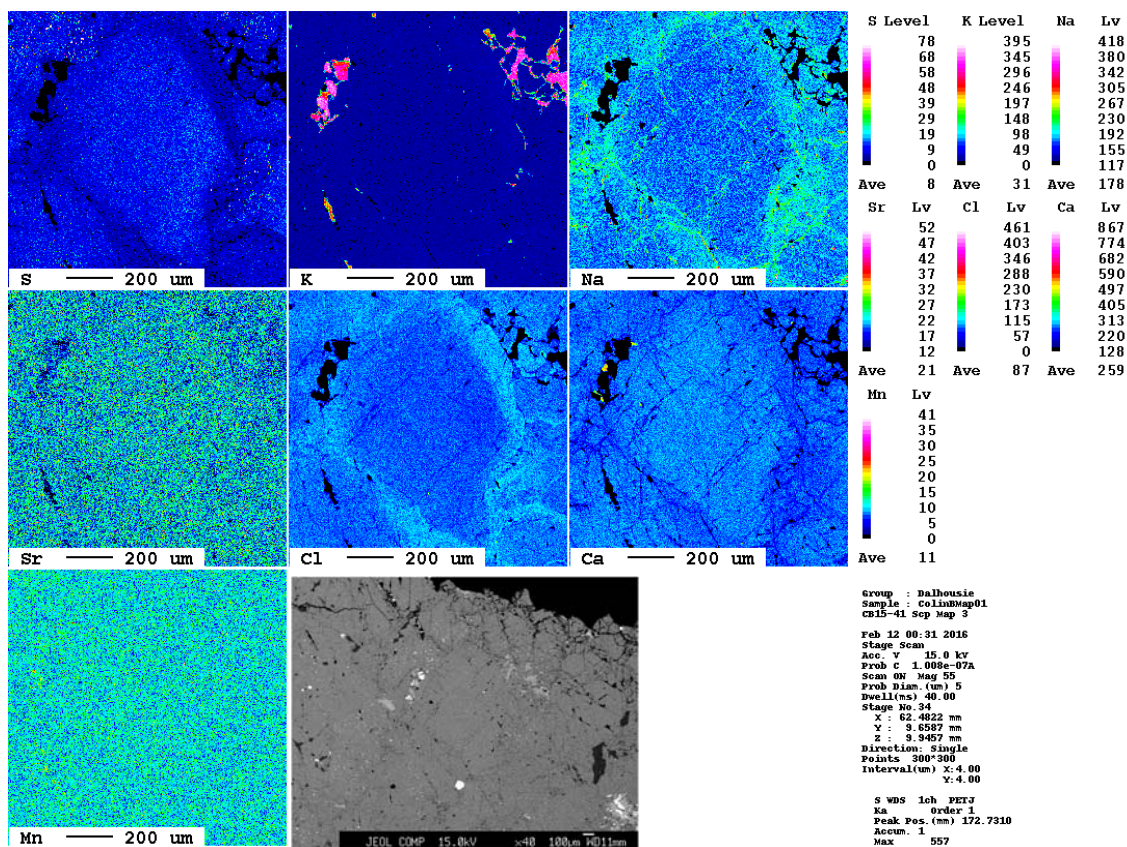 S Level K Level Na Lv
78 395 418
68 345 380
58 296 342
48 246 305
39 197 267
29 148 230
19 98 192
9 49 155
0 0 117
Ave 8 Ave 31 Ave 178
Sr Lv Cl Lv Ca Lv
52 461 867
47 403 774
42 346 682
37 288 590
32 230 497
27 173 405
22 115 313
17 57 220
12 0 128
Ave 21 Ave 87 Ave 259
Mn Lv
41
35
30
25
20
15
10
5
0
Ave 11
S 200 um
K 200 um
Na 200 um
Sr 200 um
Cl 200 um
Ca 200 um
Mn 200 um
JEOL COMP 15.0kV x40 100µm WD11mm
Group : Dalhousie
Sample : ColinBMap01
CB15-41 Scp Map 3
Feb 12 00:31 2016
Stage Scan
Acc. V 15.0 kV
Prob C 1.008e-07A
Scan ON Mag 55
Prob Diam.(um) 5
Dwell(ms) 40.00
Stage No.34
X : 62.4822 mm
Y : 9.6587 mm
Z : 9.9457 mm
Direction: Single
Points 300*300
Interval(um) X:4.00
Y:4.00
S WDS 1ch PETJ
Ka Order 1
Peak Pos.(mm) 172.7310
Accum. 1
Max 557